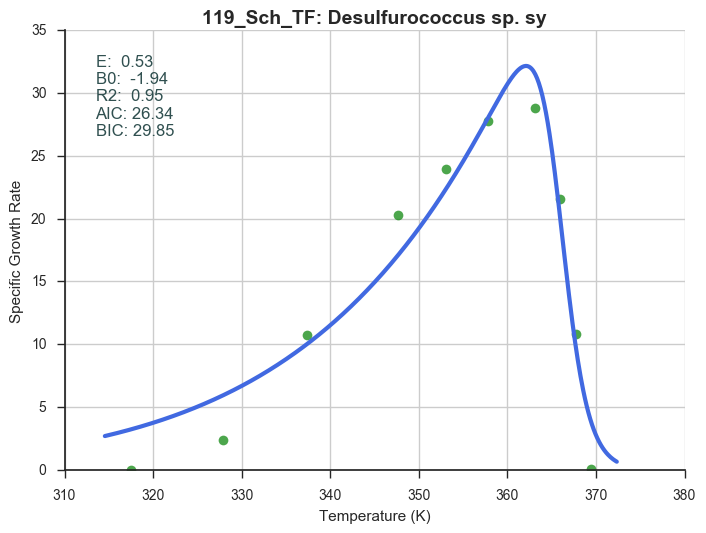 119_Sch_TF: Desulfurococcus sp. sy
E: 0.53
B0: -1.94
R2: 0.95
AIC: 26.34
BIC: 29.85
35
30
25
20
15
10
5
0
Specific Growth Rate
310 320 330 340 350 360 370 380
Temperature (K)